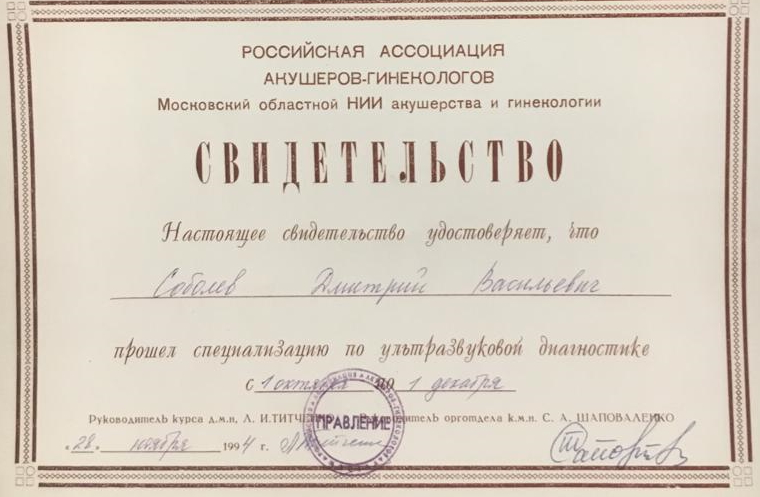 РОССИЙСКАЯ АССОЦИАЦИЯ
АКУШЕРОВ-ГИНЕКОЛОГОВ
Московский областной НИИ акушерства и гинекологии
СВИДЕТЕЛЬСТВО
Настоящее свидетельство удостоверяет, что
Соболев Дмитрий Васильевич
прошел специализацию по ультразвуковой диагностике
с 1 октября по 1 декабря
Руководитель курса д.м.н. Л. И. ТИТЧЕНКО Руководитель орготдела к.м.н. С. А. ШАПОВАЛЕНКО
ПРАВЛЕНИЕ
„28„ ноября 1994 г.